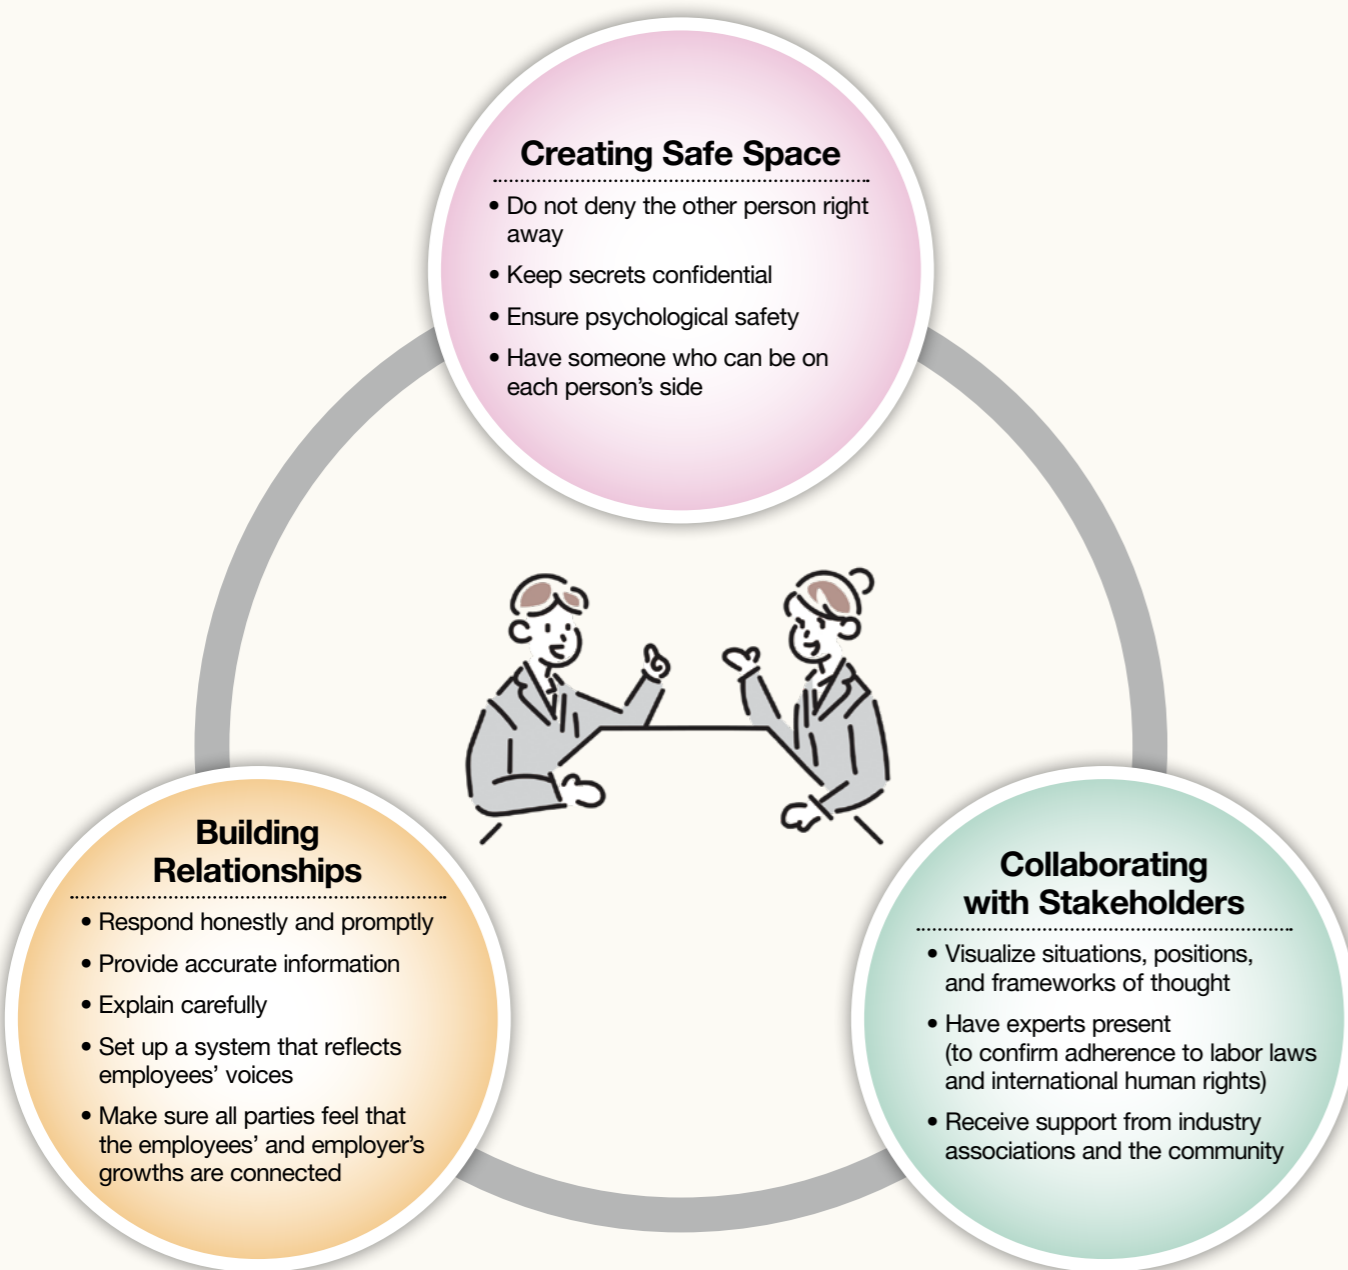 Creating Safe Space
• Do not deny the other person right
away
• Keep secrets confidential
• Ensure psychological safety
• Have someone who can be on
each person’s side
Building
Relationships
• Respond honestly and promptly
• Provide accurate information
• Explain carefully
• Set up a system that reflects
employees’ voices
• Make sure all parties feel that
the employees’ and employer’s
growths are connected
Collaborating
with Stakeholders
• Visualize situations, positions,
and frameworks of thought
• Have experts present
(to confirm adherence to labor laws
and international human rights)
• Receive support from industry
associations and the community